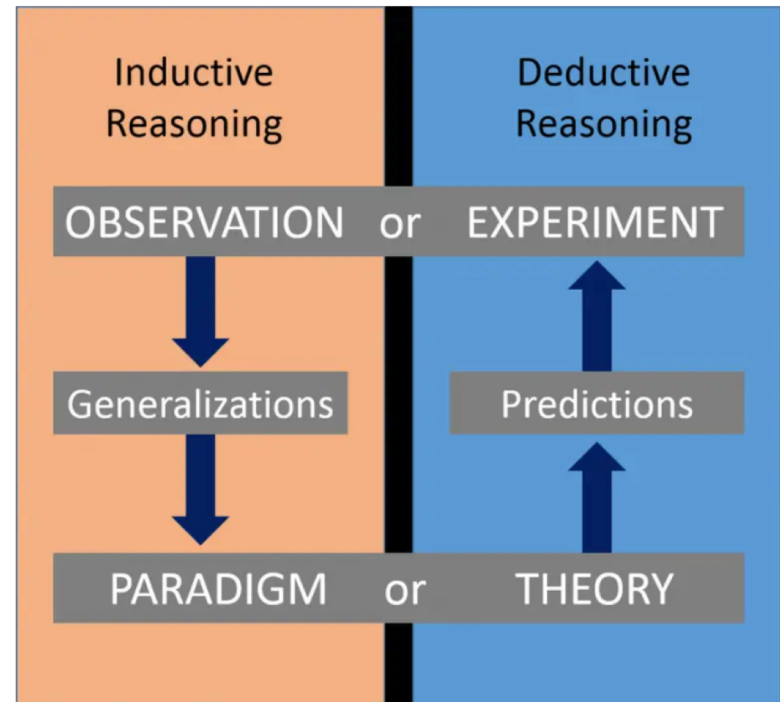 Inductive
Reasoning
Deductive
Reasoning
OBSERVATION or EXPERIMENT
Generalizations
Predictions
PARADIGM or THEORY